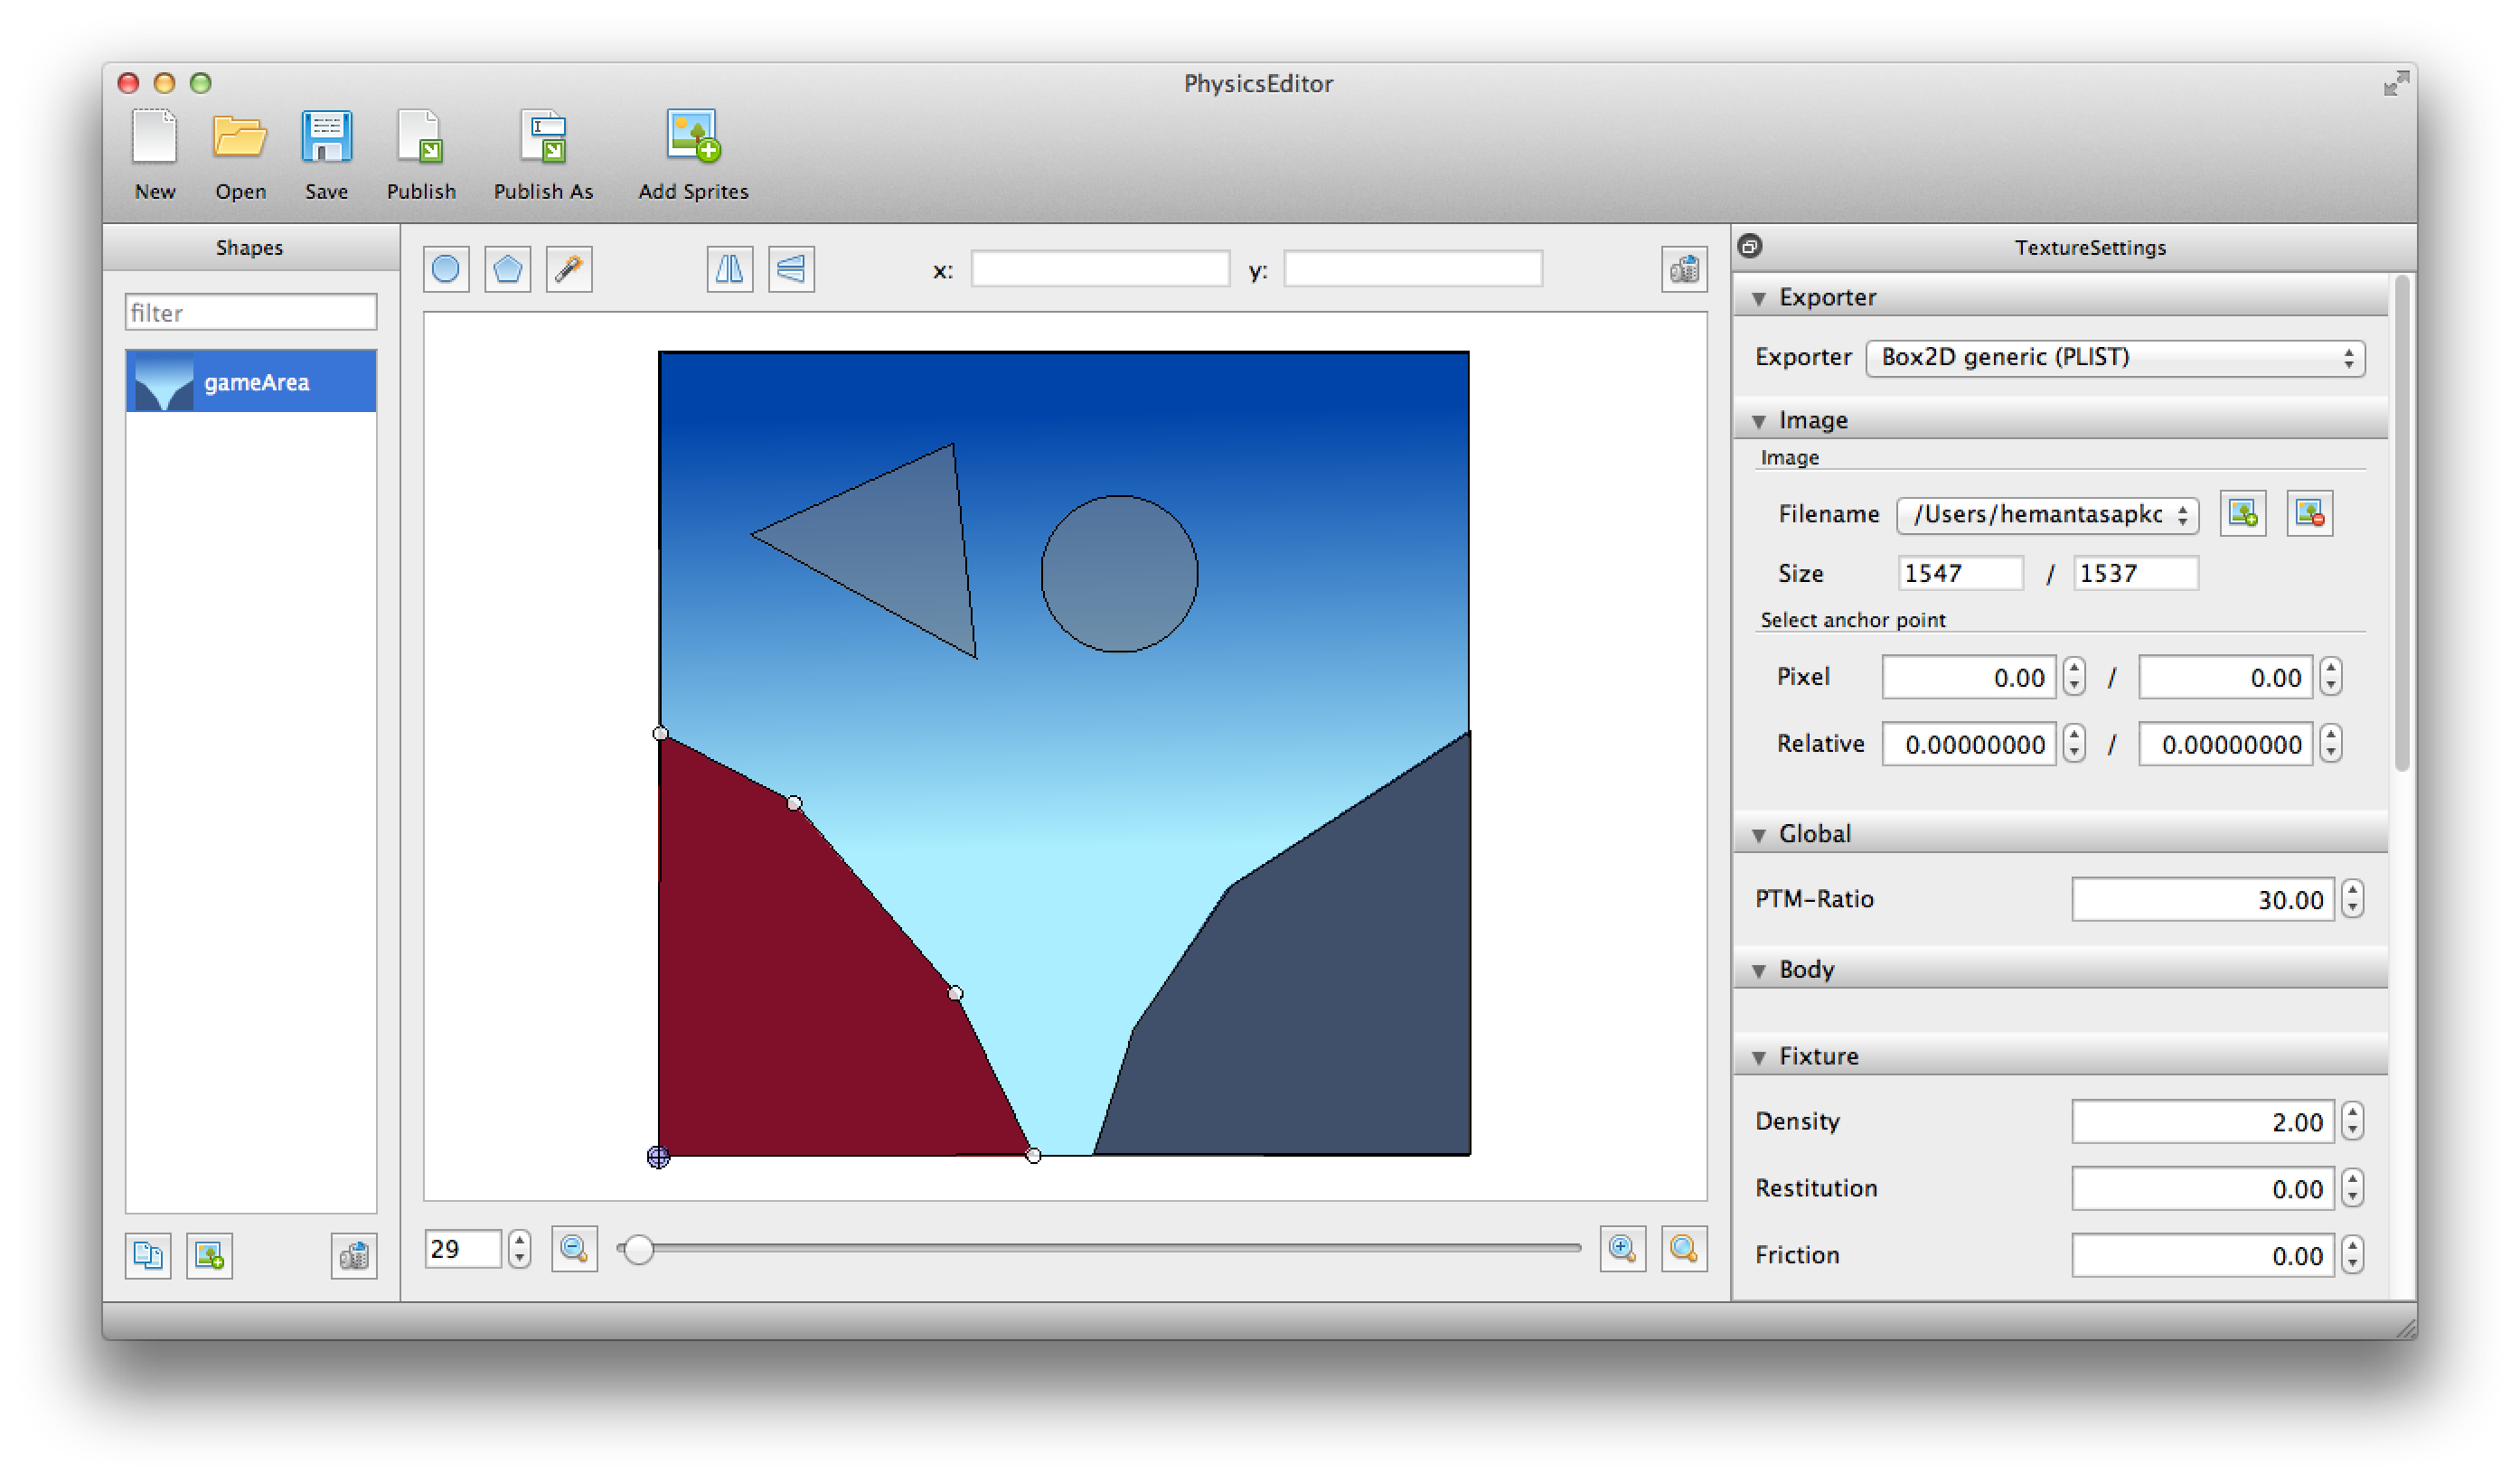 PhysicsEditor
New Open Save Publish Publish As Add Sprites
Shapes
filter
gameArea
x: y:
29
TextureSettings
Exporter
Exporter Box2D generic (PLIST)
Image
Image
Filename /Users/hemantasapkc
Size 1547 / 1537
Select anchor point
Pixel 0.00 / 0.00
Relative 0.00000000 / 0.00000000
Global
PTM-Ratio 30.00
Body
Fixture
Density 2.00
Restitution 0.00
Friction 0.00